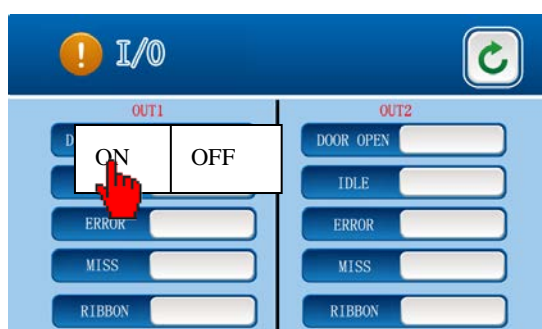 ! I/O
OUT1 OUT2
D DOOR OPEN
ON OFF
IDLE
ERROR ERROR
MISS MISS
RIBBON RIBBON